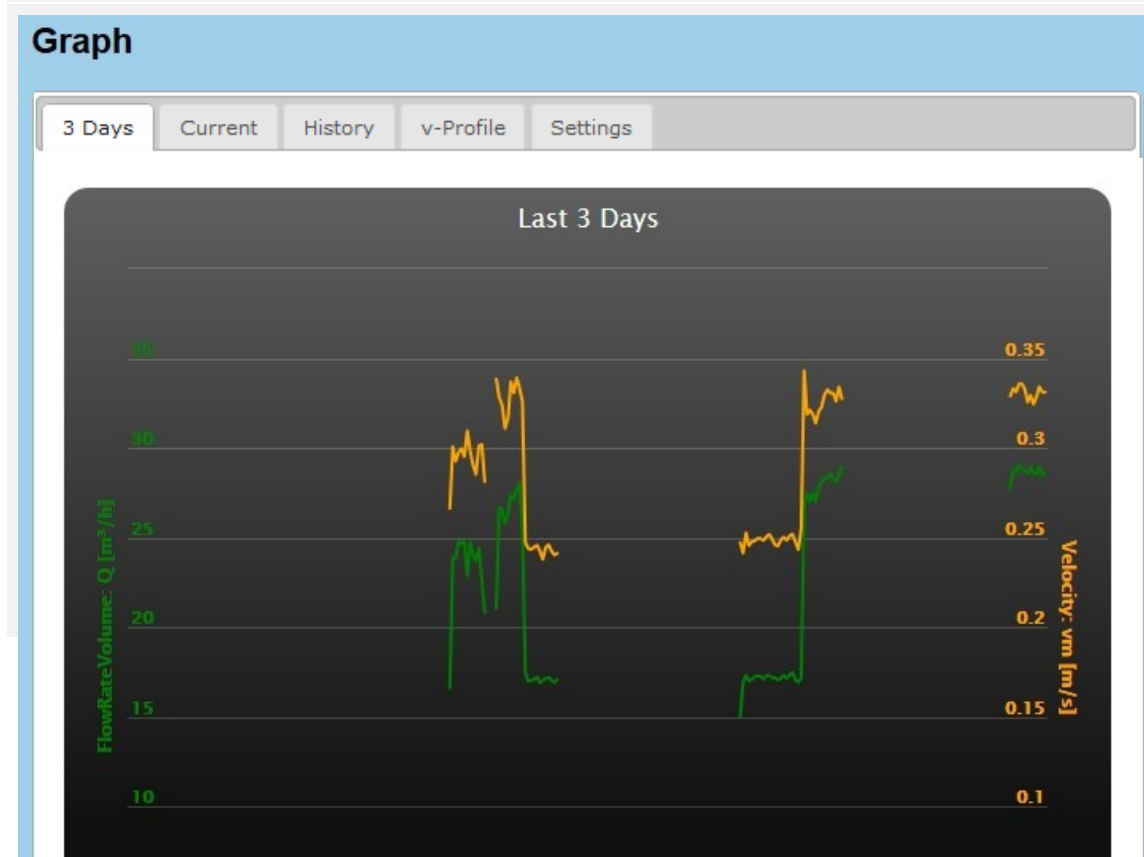 Graph
3 Days
Current
History
v-Profile
Settings
Last 3 Days
35
0.35
30
0.3
25
0.25
20
0.2
15
0.15
10
0.1
FlowRateVolume: Q [m³/h]
Velocity: vm [m/s]